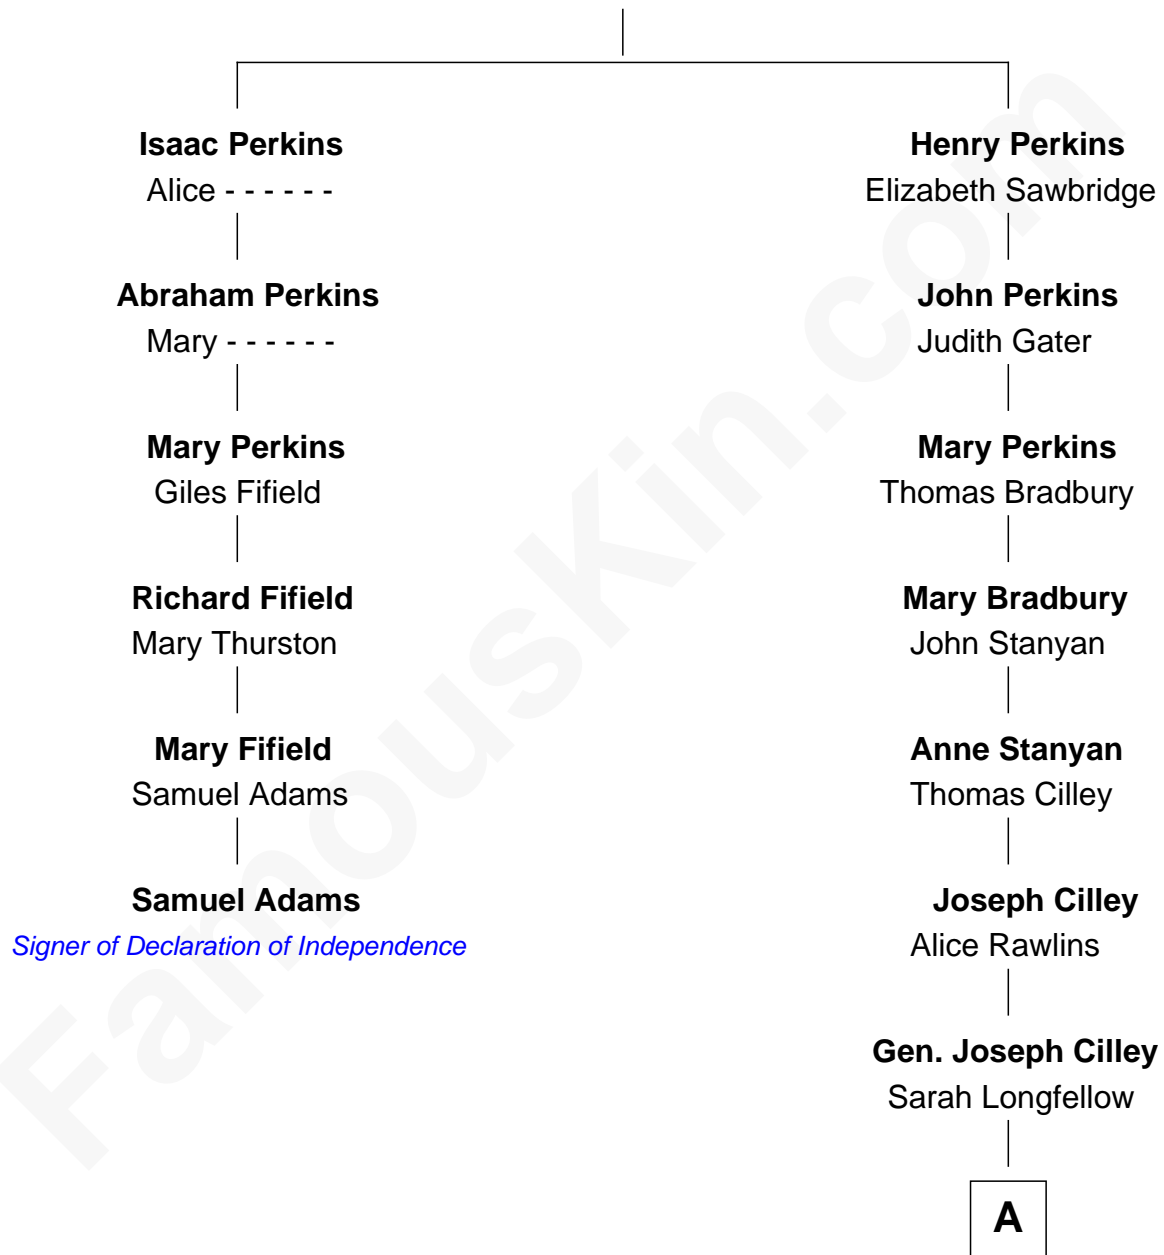 Isaac Perkins
Alice - - - - - -
Abraham Perkins
Mary - - - - - -
Mary Perkins
Giles Fifield
Richard Fifield
Mary Thurston
Mary Fifield
Samuel Adams
Samuel Adams
Signer of Declaration of Independence
Henry Perkins
Elizabeth Sawbridge
John Perkins
Judith Gater
Mary Perkins
Thomas Bradbury
Mary Bradbury
John Stanyan
Anne Stanyan
Thomas Cilley
Joseph Cilley
Alice Rawlins
Gen. Joseph Cilley
Sarah Longfellow
A
FamousKin.com